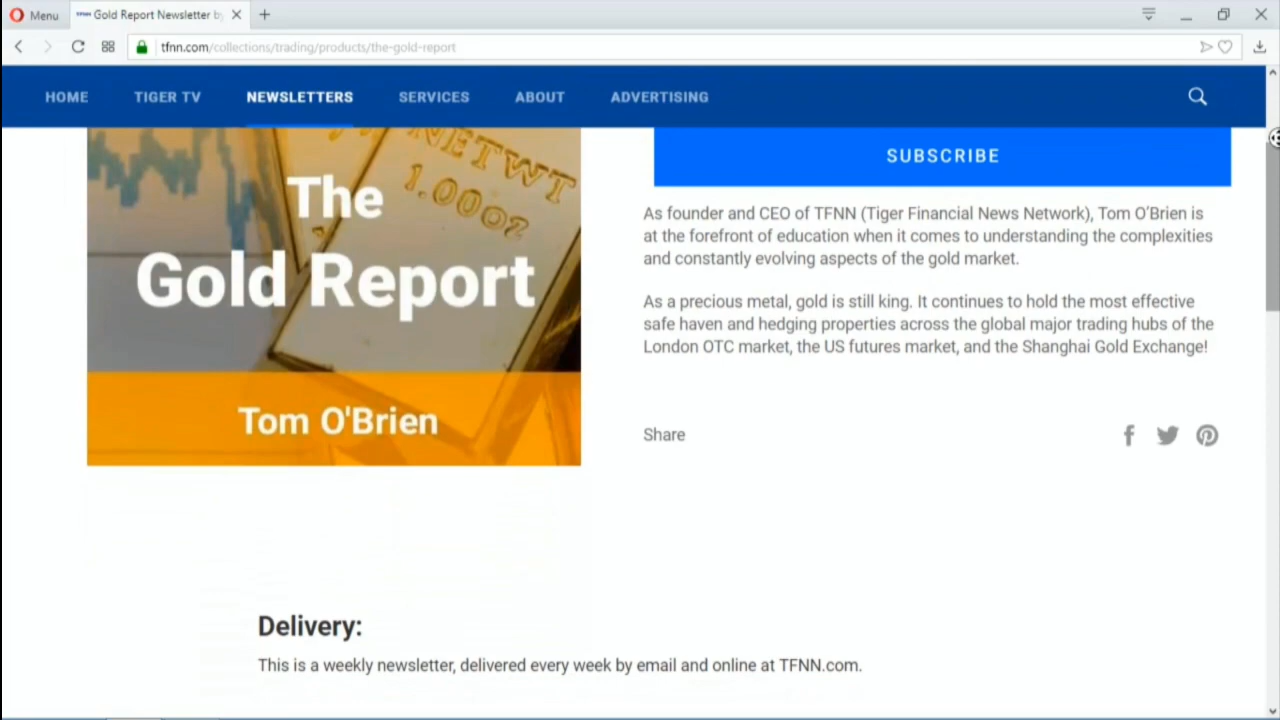 Menu
Gold Report Newsletter by
tfnn.com/collections/trading/products/the-gold-report
HOME
TIGER TV
NEWSLETTERS
SERVICES
ABOUT
ADVERTISING
NETWT
1.00oz
The
Gold Report
Tom O'Brien
SUBSCRIBE
As founder and CEO of TFNN (Tiger Financial News Network), Tom O'Brien is
at the forefront of education when it comes to understanding the complexities
and constantly evolving aspects of the gold market.
As a precious metal, gold is still king. It continues to hold the most effective
safe haven and hedging properties across the global major trading hubs of the
London OTC market, the US futures market, and the Shanghai Gold Exchange!
Share
Delivery:
This is a weekly newsletter, delivered every week by email and online at TFNN.com.